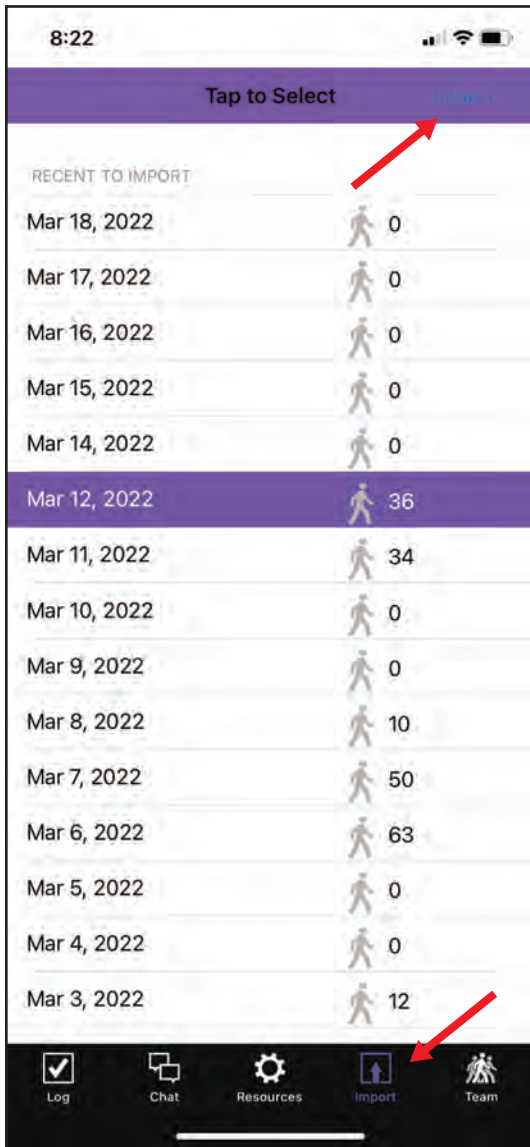 8:22
Tap to Select
RECENT TO IMPORT
Mar 18, 2022 0
Mar 17, 2022 0
Mar 16, 2022 0
Mar 15, 2022 0
Mar 14, 2022 0
Mar 12, 2022 36
Mar 11, 2022 34
Mar 10, 2022 0
Mar 9, 2022 0
Mar 8, 2022 10
Mar 7, 2022 50
Mar 6, 2022 63
Mar 5, 2022 0
Mar 4, 2022 0
Mar 3, 2022 12
Log Chat Resources Import Team